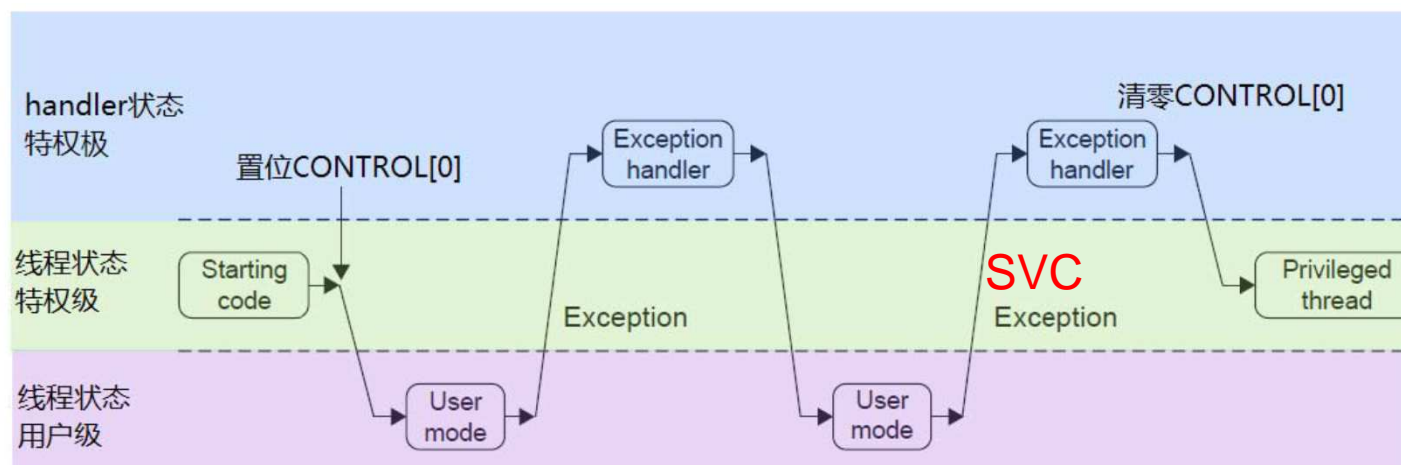 handler状态
特权极
置位CONTROL[0]
Exception
handler
Exception
handler
清零CONTROL[0]
线程状态
特权级
Starting
code
Exception
SVC
Exception
Privileged
thread
线程状态
用户级
User
mode
User
mode